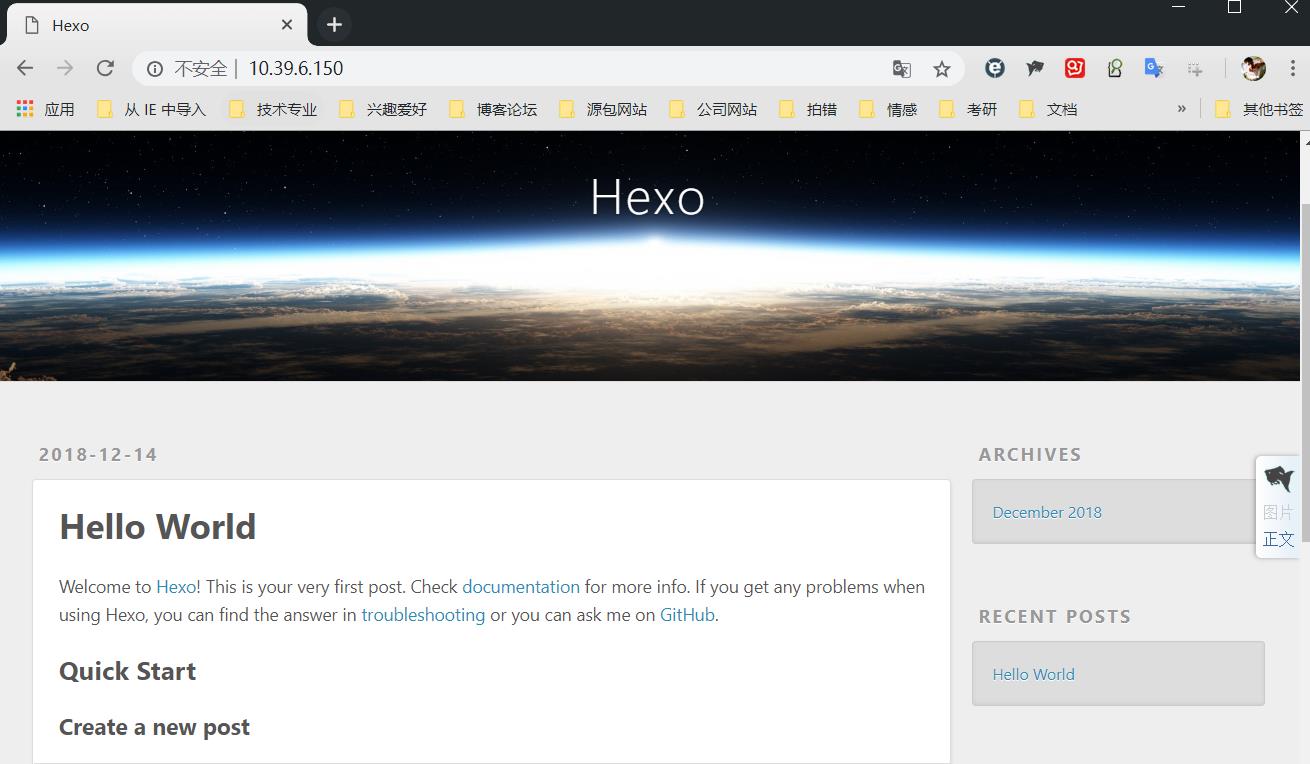 Hexo
不安全 | 10.39.6.150
应用 从 IE 中导入 技术专业 兴趣爱好 博客论坛 源包网站 公司网站 拍错 情感 考研 文档 » 其他书签
Hexo
2018-12-14
Hello World
Welcome to Hexo! This is your very first post. Check documentation for more info. If you get any problems when
using Hexo, you can find the answer in troubleshooting or you can ask me on GitHub.
Quick Start
Create a new post
ARCHIVES
December 2018
图片
正文
RECENT POSTS
Hello World